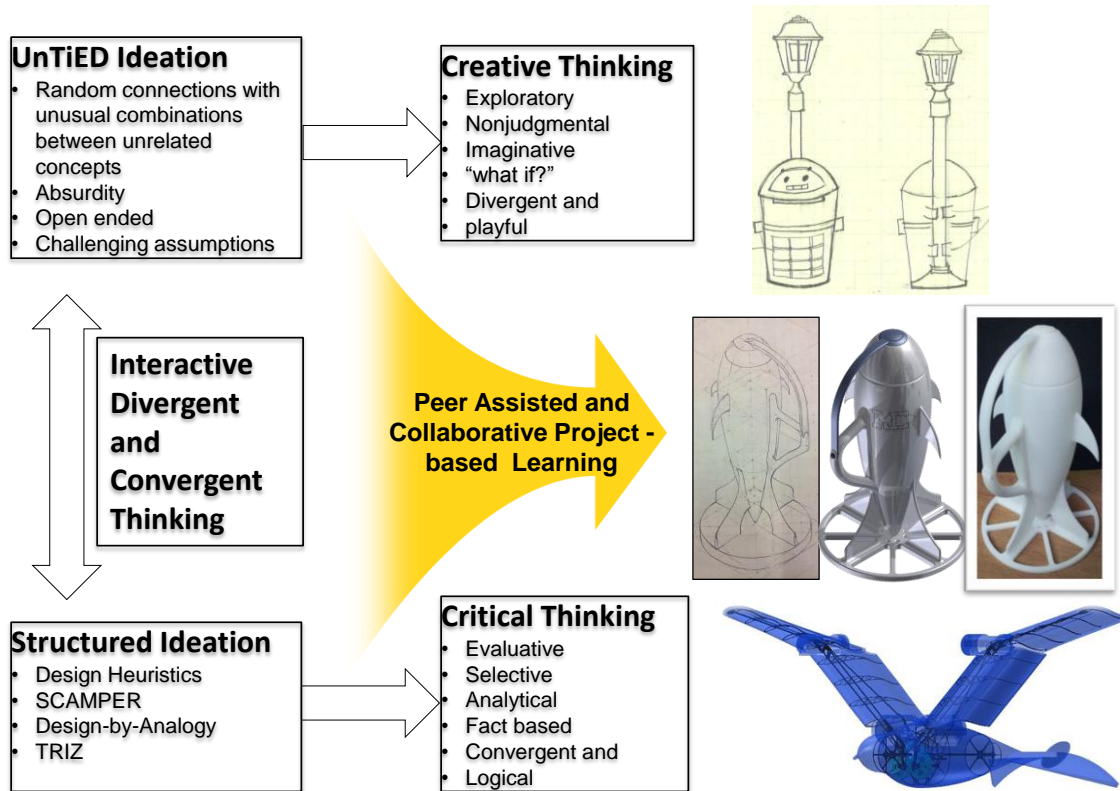 UnTiED Ideation
• Random connections with
unusual combinations
between unrelated
concepts
• Absurdity
• Open ended
• Challenging assumptions
Creative Thinking
• Exploratory
• Nonjudgmental
• Imaginative
• “what if?”
• Divergent and
• playful
Interactive
Divergent
and
Convergent
Thinking
Peer Assisted and
Collaborative Project -
based Learning
Structured Ideation
• Design Heuristics
• SCAMPER
• Design-by-Analogy
• TRIZ
Critical Thinking
• Evaluative
• Selective
• Analytical
• Fact based
• Convergent and
• Logical